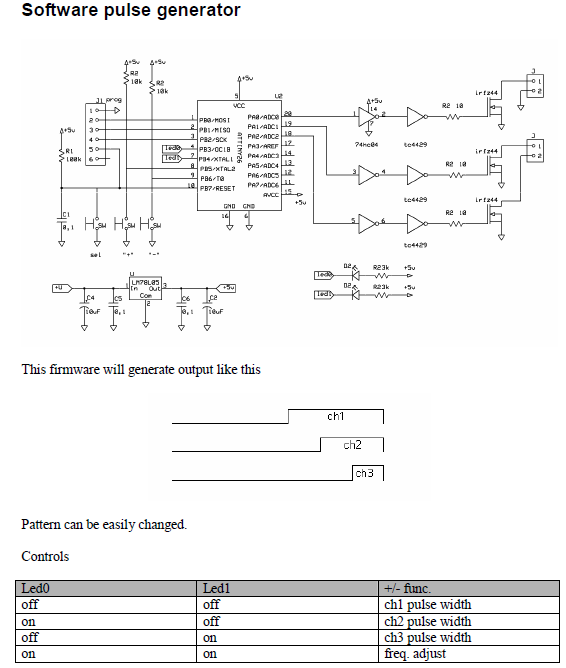 Software pulse generator
+5v
+5v
R2
10k
R2
10k
+5v
J1 prog
1
2
3
4
5
6
+5v
R1
100k
C1
0,1
SW
SW
SW
sel
"+"
"-"
5
U2
VCC
ATTINY26
1 PB0/MOSI
2 PB1/MISO
3 PB2/SCK
led0 4 PB3/OC1B
led1 7 PB4/XTAL1
8 PB5/XTAL2
9 PB6/T0
10 PB7/RESET
PA0/ADC0 20
PA1/ADC1 19
PA2/ADC2 18
PA3/AREF 17
PA4/ADC3 14
PA5/ADC4 13
PA6/ADC5 12
PA7/ADC6 11
AVCC 15
+5v
GND GND
16 6
+5v
14
1
2
7
74hc04
tc4429
R2 10
irfz44
J
1
2
3
4
tc4429
R2 10
irfz44
J
1
2
5
6
tc4429
R2 10
irfz44
+U
C4
10uF
C5
0,1
U
LM78L05
1
In Out
3
Com
2
C6
0,1
+5v
C2
10uF
led0
D2
R23k
+5v
led1
D2
R23k
+5v
This firmware will generate output like this
ch1
ch2
ch3
Pattern can be easily changed.
Controls
Led0 Led1 +/- func.
off off ch1 pulse width
on off ch2 pulse width
off on ch3 pulse width
on on freq. adjust